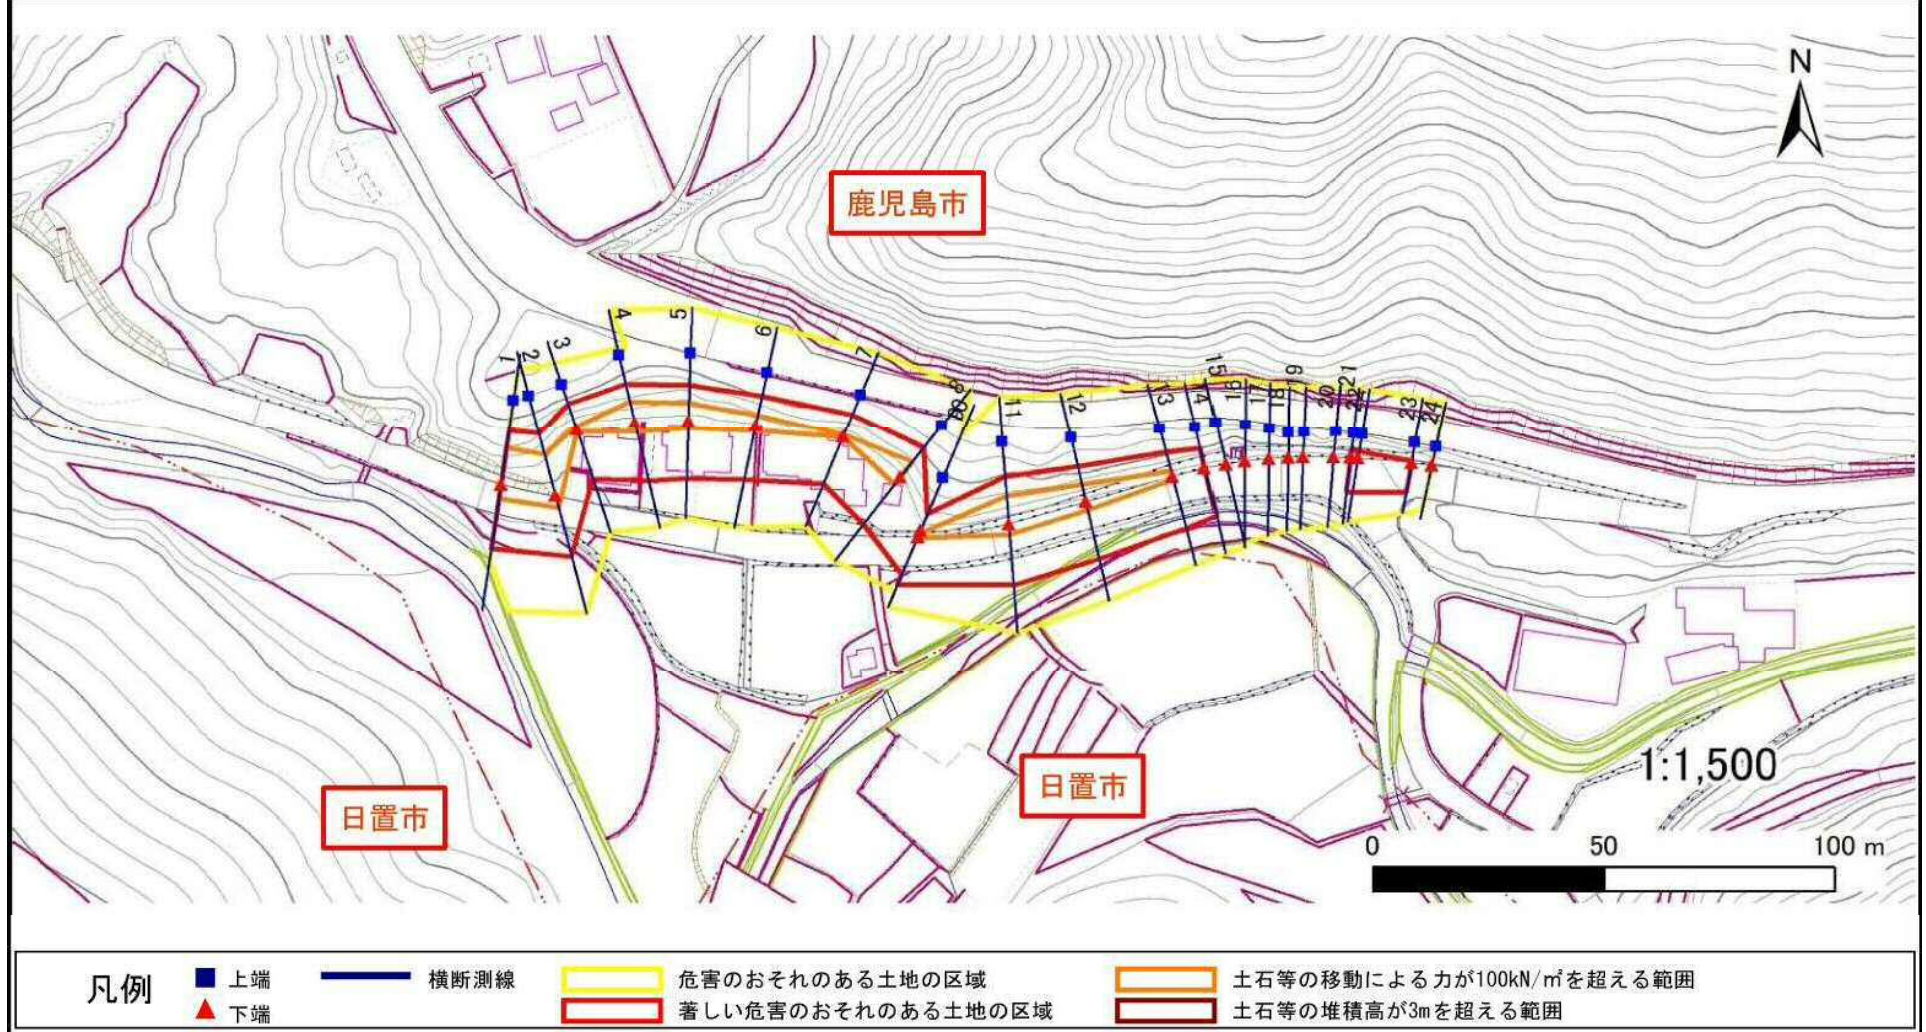 N
鹿児島市
1
2
3
4
5
6
7
8
11
12
13
14
15
16
17
18
19
20
22
21
23
24
日置市
日置市
1:1,500
0 50 100 m
凡例
上端
下端
横断測線
危害のおそれのある土地の区域
著しい危害のおそれのある土地の区域
土石等の移動による力が100kN/㎡を超える範囲
土石等の堆積高が3mを超える範囲